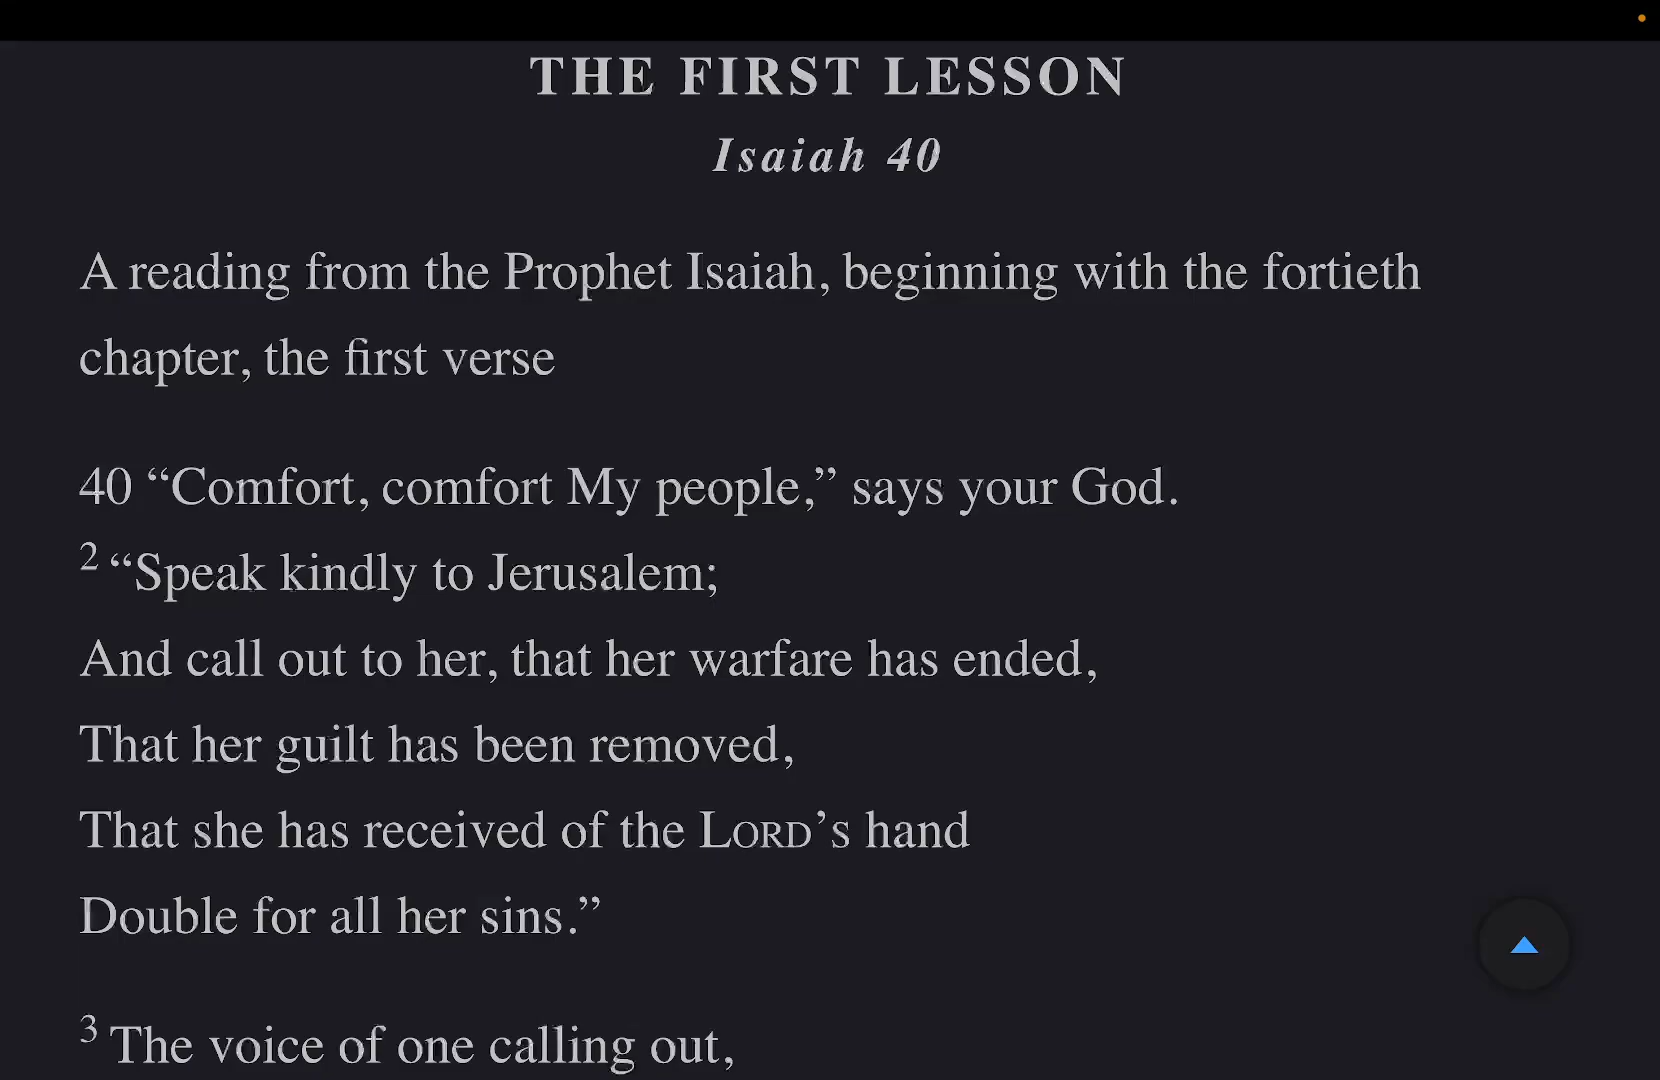 THE FIRST LESSON
Isaiah 40
A reading from the Prophet Isaiah, beginning with the fortieth
chapter, the first verse
40 “Comfort, comfort My people,” says your God.
2 “Speak kindly to Jerusalem;
And call out to her, that her warfare has ended,
That her guilt has been removed,
That she has received of the LORD’S hand
Double for all her sins.”
3 The voice of one calling out,